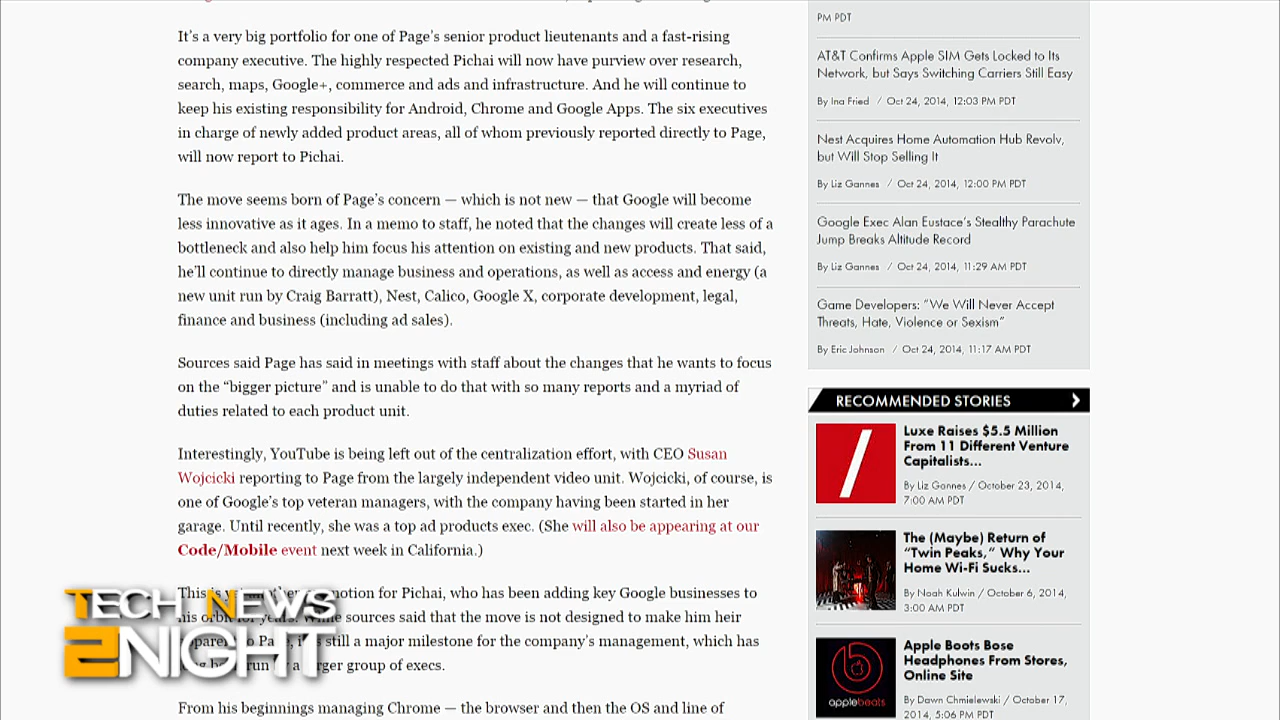 It's a very big portfolio for one of Page's senior product lieutenants and a fast-rising
company executive. The highly respected Pichai will now have purview over research,
search, maps, Google+, commerce and ads and infrastructure. And he will continue to
keep his existing responsibility for Android, Chrome and Google Apps. The six executives
in charge of newly added product areas, all of whom previously reported directly to Page,
will now report to Pichai.
The move seems born of Page's concern — which is not new — that Google will become
less innovative as it ages. In a memo to staff, he noted that the changes will create less of a
bottleneck and also help him focus his attention on existing and new products. That said,
he'll continue to directly manage business and operations, as well as access and energy (a
new unit run by Craig Barratt), Nest, Calico, Google X, corporate development, legal,
finance and business (including ad sales).
Sources said Page has said in meetings with staff about the changes that he wants to focus
on the “bigger picture” and is unable to do that with so many reports and a myriad of
duties related to each product unit.
Interestingly, YouTube is being left out of the centralization effort, with CEO Susan
Wojcicki reporting to Page from the largely independent video unit. Wojcicki, of course, is
one of Google's top veteran managers, with the company having been started in her
garage. Until recently, she was a top ad products exec. (She will also be appearing at our
Code/Mobile event next week in California.)
This is for Pichai, who has been adding key Google businesses to
his orbit for years. While sources said that the move is not designed to make him heir
still a major milestone for the company's management, which has
group of execs.
From his beginnings managing Chrome — the browser and then the OS and line of
TECH NEWS
2NIGHT
PM PDT
AT&T Confirms Apple SIM Gets Locked to Its
Network, but Says Switching Carriers Still Easy
By Ina Fried / Oct 24, 2014, 12:03 PM PDT
Nest Acquires Home Automation Hub Revolv,
but Will Stop Selling It
By Liz Gannes / Oct 24, 2014, 12:00 PM PDT
Google Exec Alan Eustace's Stealthy Parachute
Jump Breaks Altitude Record
By Liz Gannes / Oct 24, 2014, 11:29 AM PDT
Game Developers: “We Will Never Accept
Threats, Hate, Violence or Sexism”
By Eric Johnson / Oct 24, 2014, 11:17 AM PDT
RECOMMENDED STORIES
Luxe Raises $5.5 Million
From 11 Different Venture
Capitalists...
By Liz Gannes / October 23, 2014,
7:00 AM PDT
The (Maybe) Return of
“Twin Peaks,” Why Your
Home Wi-Fi Sucks...
By Noah Kulwin / October 6, 2014,
3:00 AM PDT
Apple Boots Bose
Headphones From Stores,
Online Site
By Dawn Chmielewski / October 17,
2014, 5:06 PM PDT
applebeats